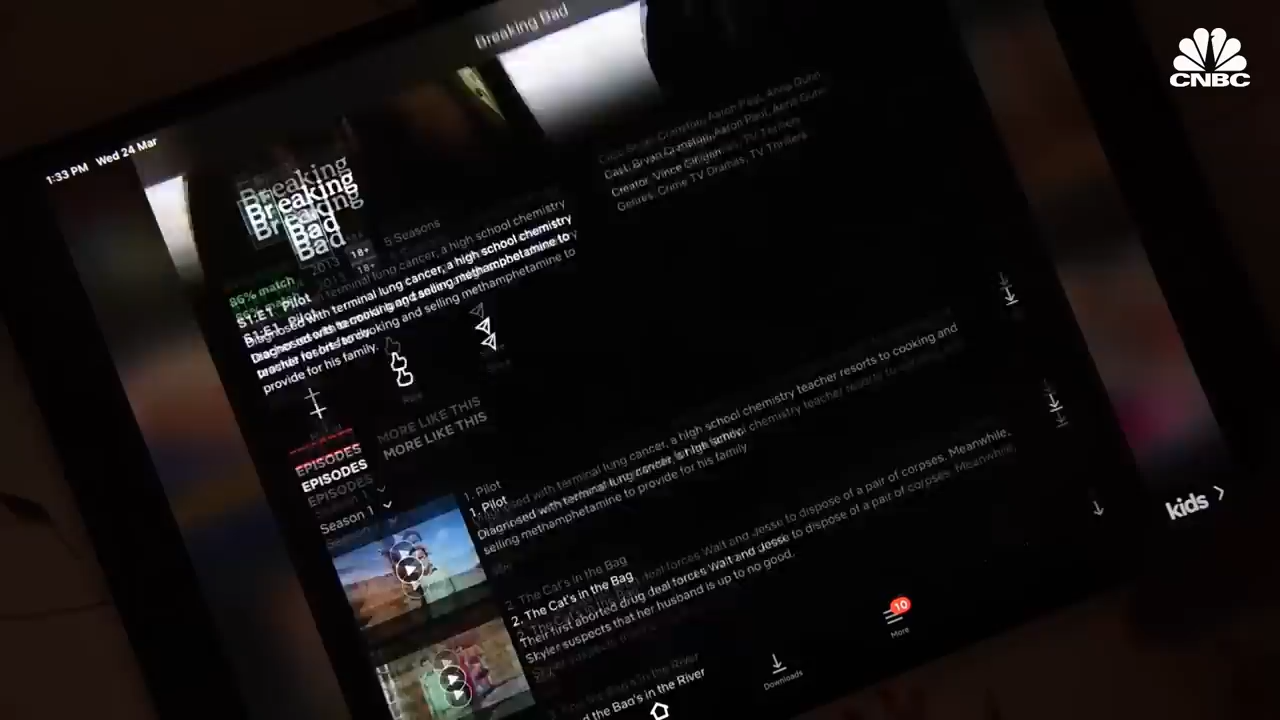 CNBC
Breaking Bad
1:33 PM Wed 24 Mar
Breaking
Bad
86% match 2013 18+ 5 Seasons
S1:E1 Pilot
Diagnosed with terminal lung cancer, a high school chemistry
teacher resorts to cooking and selling methamphetamine to
provide for his family.
Cast: Bryan Cranston, Aaron Paul, Anna Gunn
Creator: Vince Gilligan
Genres: Crime TV Dramas, TV Thrillers
Rate
EPISODES
MORE LIKE THIS
Season 1
1. Pilot
Diagnosed with terminal lung cancer, a high school chemistry teacher resorts to cooking and
selling methamphetamine to provide for his family
2. The Cat's in the Bag
Their first aborted drug deal forces Walt and Jesse to dispose of a pair of corpses. Meanwhile,
Skyler suspects that her husband is up to no good.
the Bag's in the River
kids
10
More
Downloads